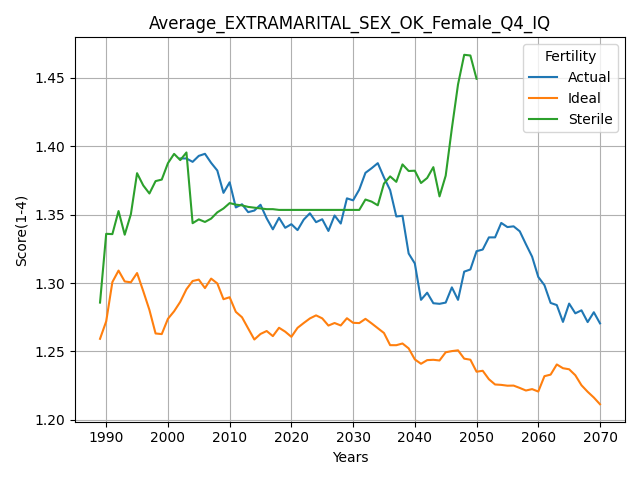 Average_EXTRAMARITAL_SEX_OK_Female_Q4_IQ
Score(1-4)
1.45
1.40
1.35
1.30
1.25
1.20
Fertility
Actual
Ideal
Sterile
1990 2000 2010 2020 2030 2040 2050 2060 2070
Years